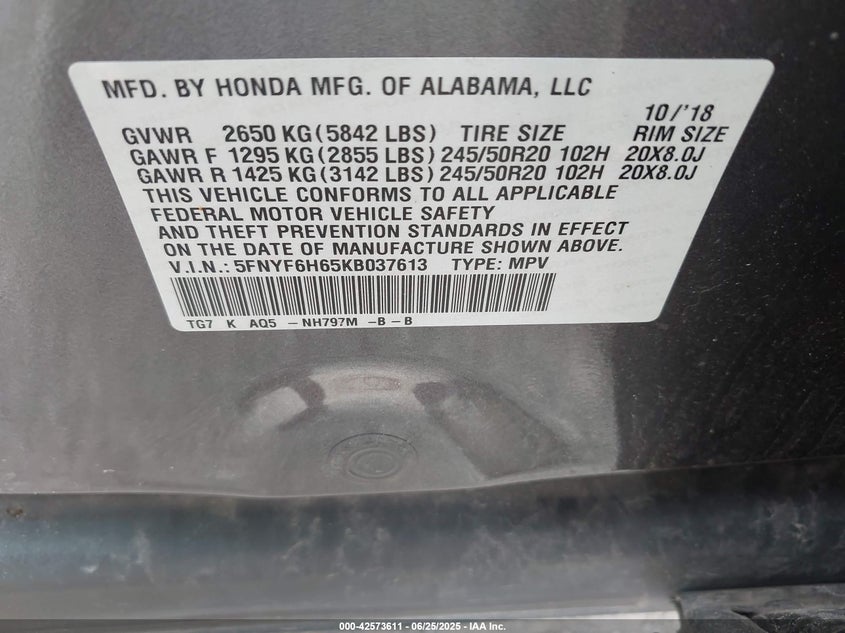 MFD. BY HONDA MFG. OF ALABAMA, LLC
10/'18
GVWR 2650 KG(5842 LBS) TIRE SIZE RIM SIZE
GAWR F 1295 KG(2855 LBS) 245/50R20 102H 20X8.0J
GAWR R 1425 KG(3142 LBS) 245/50R20 102H 20X8.0J
THIS VEHICLE CONFORMS TO ALL APPLICABLE
FEDERAL MOTOR VEHICLE SAFETY
AND THEFT PREVENTION STANDARDS IN EFFECT
ON THE DATE OF MANUFACTURE SHOWN ABOVE.
V.I.N.: 5FNYF6H65KB037613 TYPE: MPV
TG7 K AQ5 -NH797M -B-B
000-42573611 - 06/25/2025 - IAA Inc.